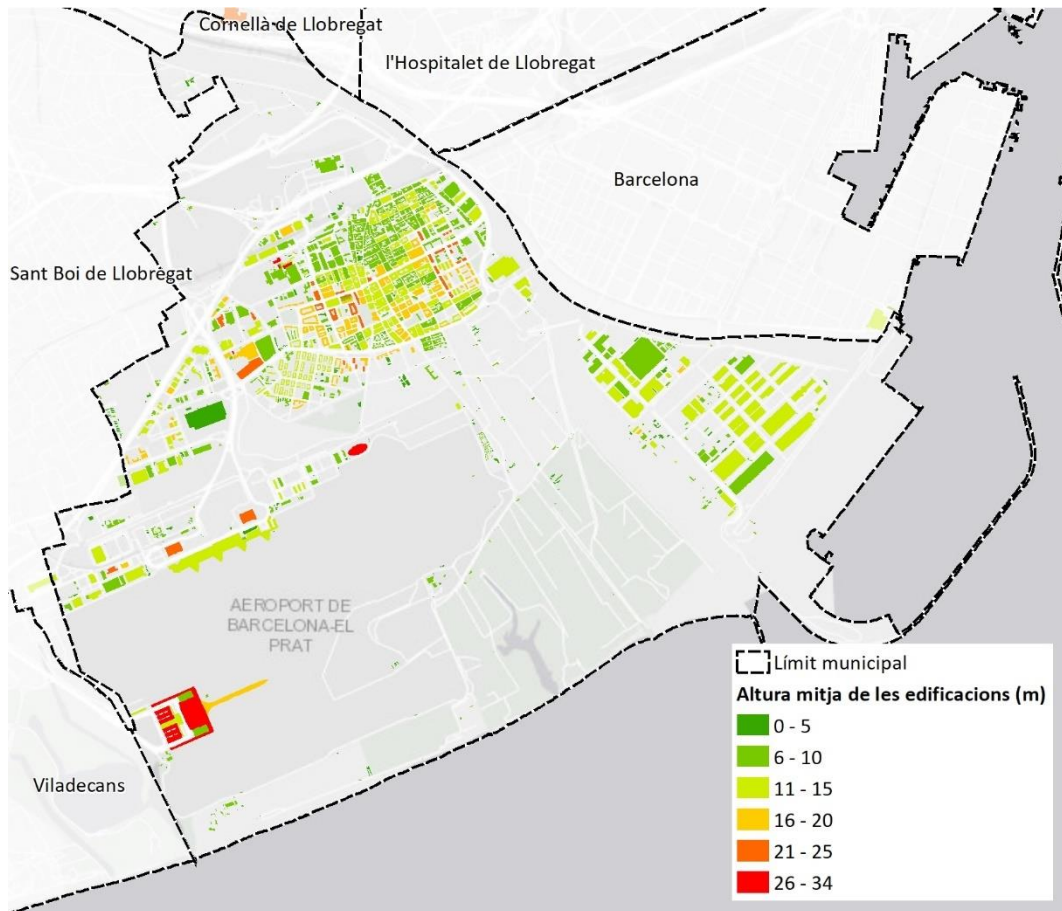 Cornellà de Llobregat
l'Hospitalet de Llobregat
Barcelona
Sant Boi de Llobregat
AEROPORT DE
BARCELONA-EL
PRAT
Viladecans
Límit municipal
Altura mitja de les edificacions (m)
0 - 5
6 - 10
11 - 15
16 - 20
21 - 25
26 - 34